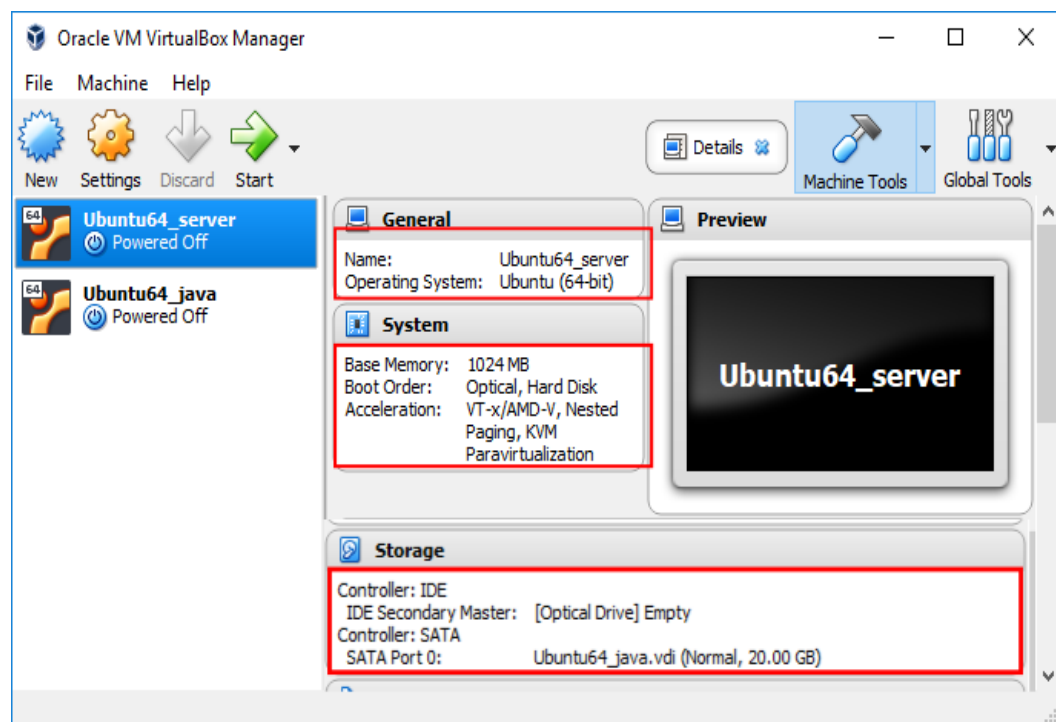 Oracle VM VirtualBox Manager
File Machine Help
New Settings Discard Start
Details
Machine Tools
Global Tools
64
Ubuntu64_server
Powered Off
64
Ubuntu64_java
Powered Off
General
Name: Ubuntu64_server
Operating System: Ubuntu (64-bit)
System
Base Memory: 1024 MB
Boot Order: Optical, Hard Disk
Acceleration: VT-x/AMD-V, Nested
Paging, KVM
Paravirtualization
Preview
Ubuntu64_server
Storage
Controller: IDE
IDE Secondary Master: [Optical Drive] Empty
Controller: SATA
SATA Port 0: Ubuntu64_java.vdi (Normal, 20.00 GB)